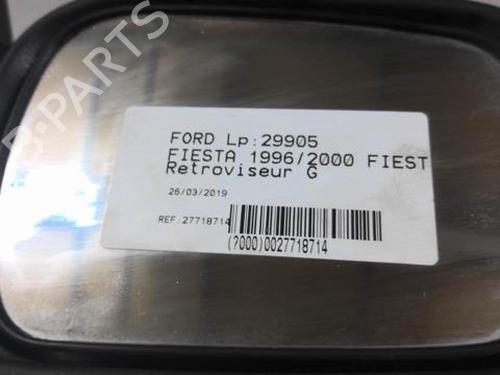 B-PARTS
FORD Lp:29905
FIESTA 1996/2000 FIEST
Retroviseur G
26/03/2019
REF:27718714
(?000)0027718714